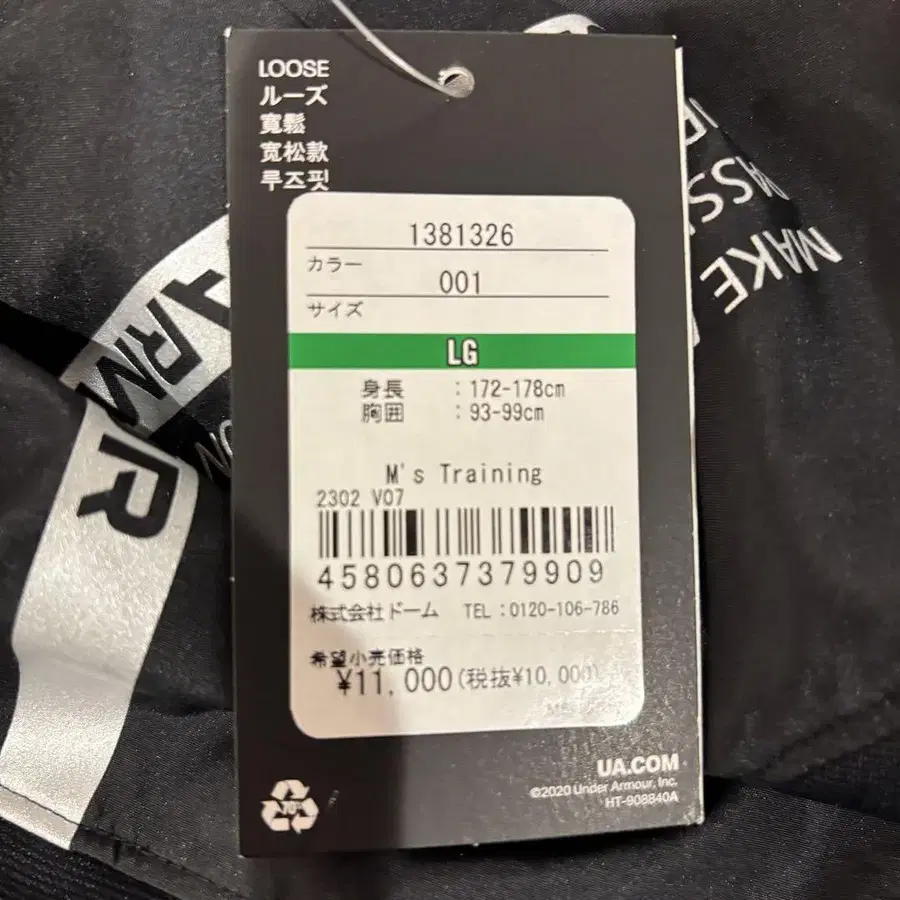 LOOSE
ルーズ
寬鬆
宽松款
루즈핏
1381326
カラー
001
サイズ
LG
身長 : 172-178cm
胸囲 : 93-99cm
M's Training
2302 V07
4580637379909
株式会社ドーム TEL:0120-106-786
希望小売価格
¥11,000(税抜¥10,000)
UA.COM
©2020 Under Armour, Inc.
HT-908840A
70%
MAKE
R